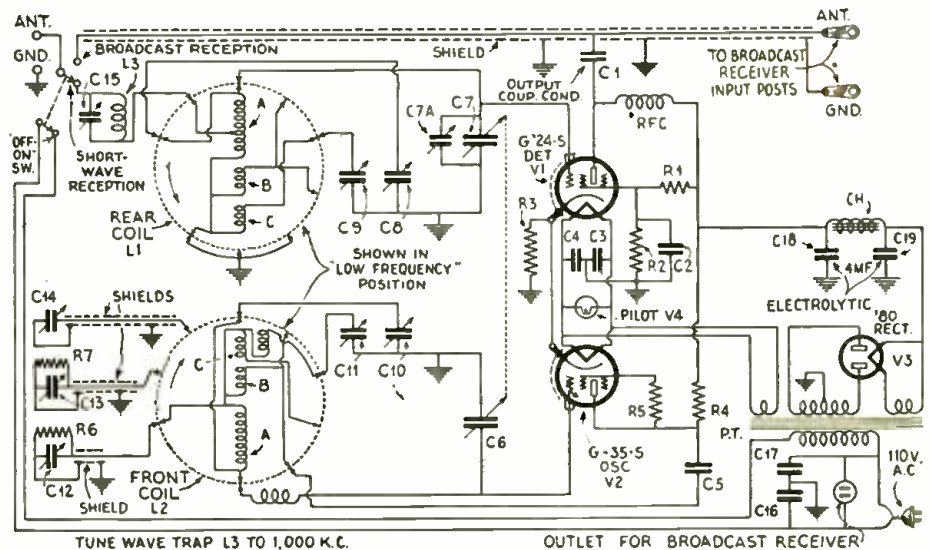 ANT.
GND.
BROADCAST RECEPTION
L3
C15
"OFF-
ON"
SW.
SHORT-
WAVE
RECEPTION
REAR
COIL
L1
A
B
C
C9
C8
C7A
C7
SHIELD
C1
OUTPUT
COUP. COND.
RFC
G-24-S
DET
V1
R1
R3
C4
C3
R2
C2
PILOT V4
ANT.
TO BROADCAST
RECEIVER
INPUT POSTS
GND.
CH,
C18
C19
4MF
ELECTROLYTIC
'80
RECT.
V3
SHOWN IN
"LOW FREQUENCY"
POSITION
C14
SHIELDS
R7
C13
R6
C12
SHIELD
FRONT
COIL
L2
C
B
A
C11
C10
C6
G-35-S
OSC
V2
R5
R4
C5
P.T.
C17
C16
110 V.
A.C
TUNE WAVE TRAP L3 TO 1,000 K.C.
OUTLET FOR BROADCAST RECEIVER